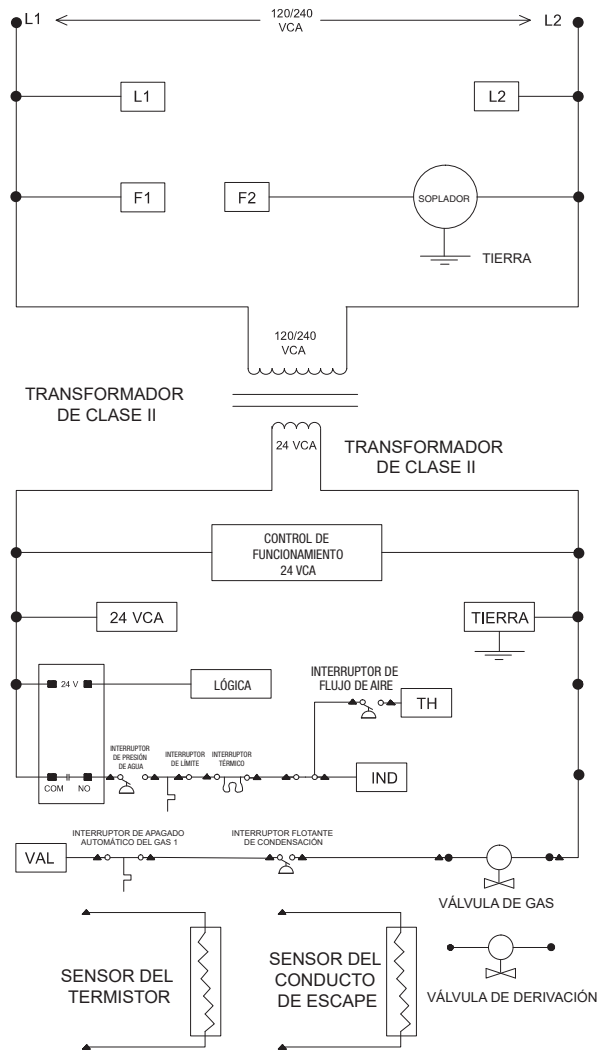 L1
120/240
VCA
L2
L1
L2
F1
F2
SOPLADOR
TIERRA
120/240
VCA
TRANSFORMADOR
DE CLASE II
24 VCA
TRANSFORMADOR
DE CLASE II
CONTROL DE
FUNCIONAMIENTO
24 VCA
24 VCA
TIERRA
24 V
LÓGICA
INTERRUPTOR DE
FLUJO DE AIRE
TH
INTERRUPTOR
DE PRESIÓN
DE AGUA
INTERRUPTOR
DE LÍMITE
INTERRUPTOR
TÉRMICO
COM
NO
IND
VAL
INTERRUPTOR DE APAGADO
AUTOMÁTICO DEL GAS 1
INTERRUPTOR FLOTANTE
DE CONDENSACIÓN
VÁLVULA DE GAS
SENSOR DEL
TERMISTOR
SENSOR DEL
CONDUCTO
DE ESCAPE
VÁLVULA DE DERIVACIÓN